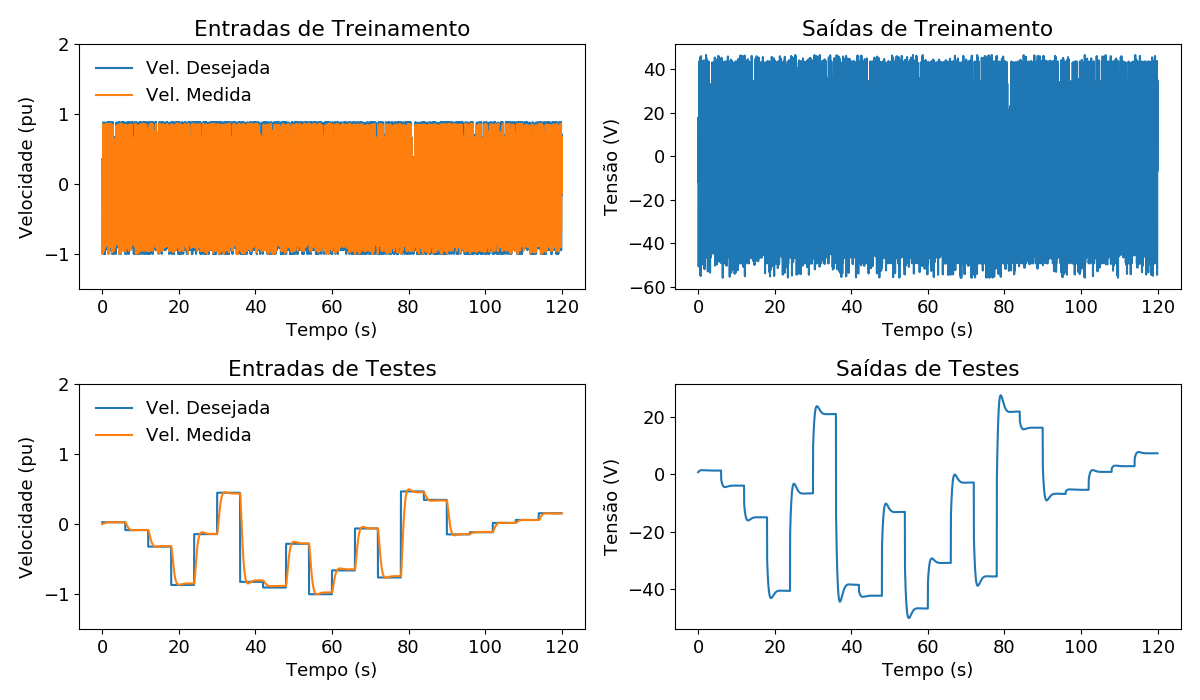 Entradas de Treinamento
Velocidade (pu)
2
1
0
−1
Vel. Desejada
Vel. Medida
0 20 40 60 80 100 120
Tempo (s)
Saídas de Treinamento
Tensão (V)
40
20
0
−20
−40
−60
0 20 40 60 80 100 120
Tempo (s)
Entradas de Testes
Velocidade (pu)
2
1
0
−1
Vel. Desejada
Vel. Medida
0 20 40 60 80 100 120
Tempo (s)
Saídas de Testes
Tensão (V)
20
0
−20
−40
0 20 40 60 80 100 120
Tempo (s)